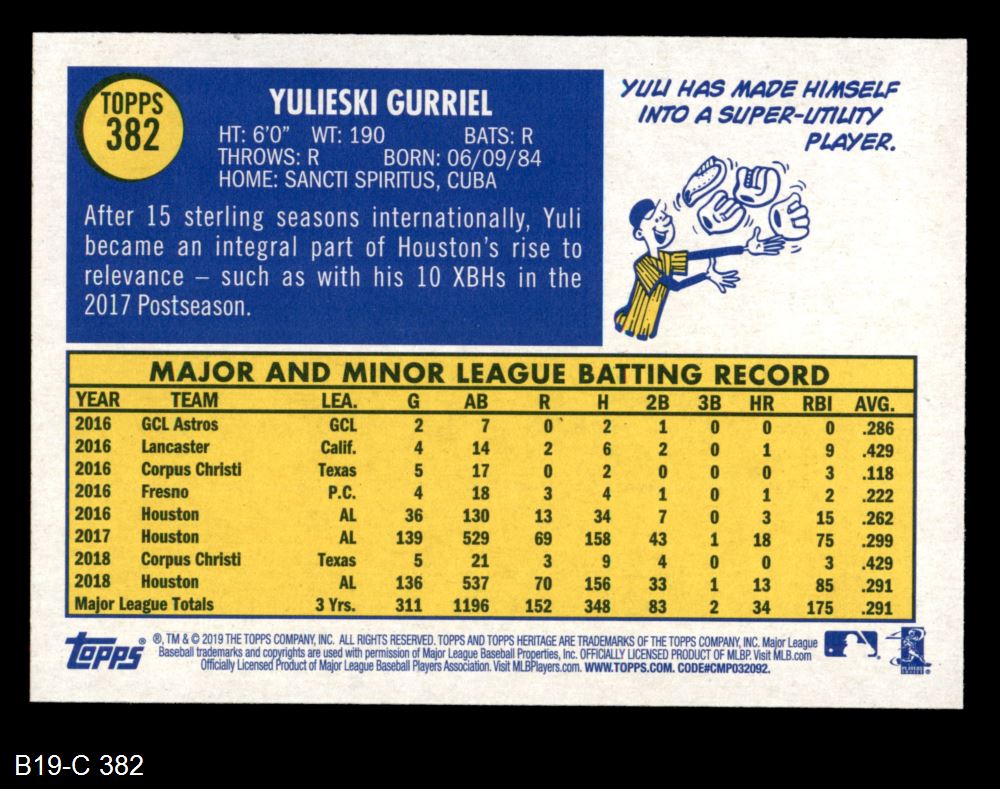 TOPPS
382
YULIESKI GURRIEL
HT: 6'0" WT: 190 BATS: R
THROWS: R BORN: 06/09/84
HOME: SANCTI SPIRITUS, CUBA
After 15 sterling seasons internationally, Yuli
became an integral part of Houston's rise to
relevance – such as with his 10 XBHs in the
2017 Postseason.
YULI HAS MADE HIMSELF
INTO A SUPER-UTILITY
PLAYER.
MAJOR AND MINOR LEAGUE BATTING RECORD
YEAR TEAM LEA. G AB R H 2B 3B HR RBI AVG.
2016 GCL Astros GCL 2 7 0 2 1 0 0 0 .286
2016 Lancaster Calif. 4 14 2 6 2 0 1 9 .429
2016 Corpus Christi Texas 5 17 0 2 0 0 0 3 .118
2016 Fresno P.C. 4 18 3 4 1 0 1 2 .222
2016 Houston AL 36 130 13 34 7 0 3 15 .262
2017 Houston AL 139 529 69 158 43 1 18 75 .299
2018 Corpus Christi Texas 5 21 3 9 4 0 0 3 .429
2018 Houston AL 136 537 70 156 33 1 13 85 .291
Major League Totals 3 Yrs. 311 1196 152 348 83 2 34 175 .291
Topps ®
®, TM & © 2019 THE TOPPS COMPANY, INC. ALL RIGHTS RESERVED. TOPPS AND TOPPS HERITAGE ARE TRADEMARKS OF THE TOPPS COMPANY, INC. Major League
Baseball trademarks and copyrights are used with permission of Major League Baseball Properties, Inc. OFFICIALLY LICENSED PRODUCT OF MLBP. Visit MLB.com
Officially Licensed Product of Major League Baseball Players Association. Visit MLBPlayers.com. WWW.TOPPS.COM. CODE#CMP032092.
B19-C 382